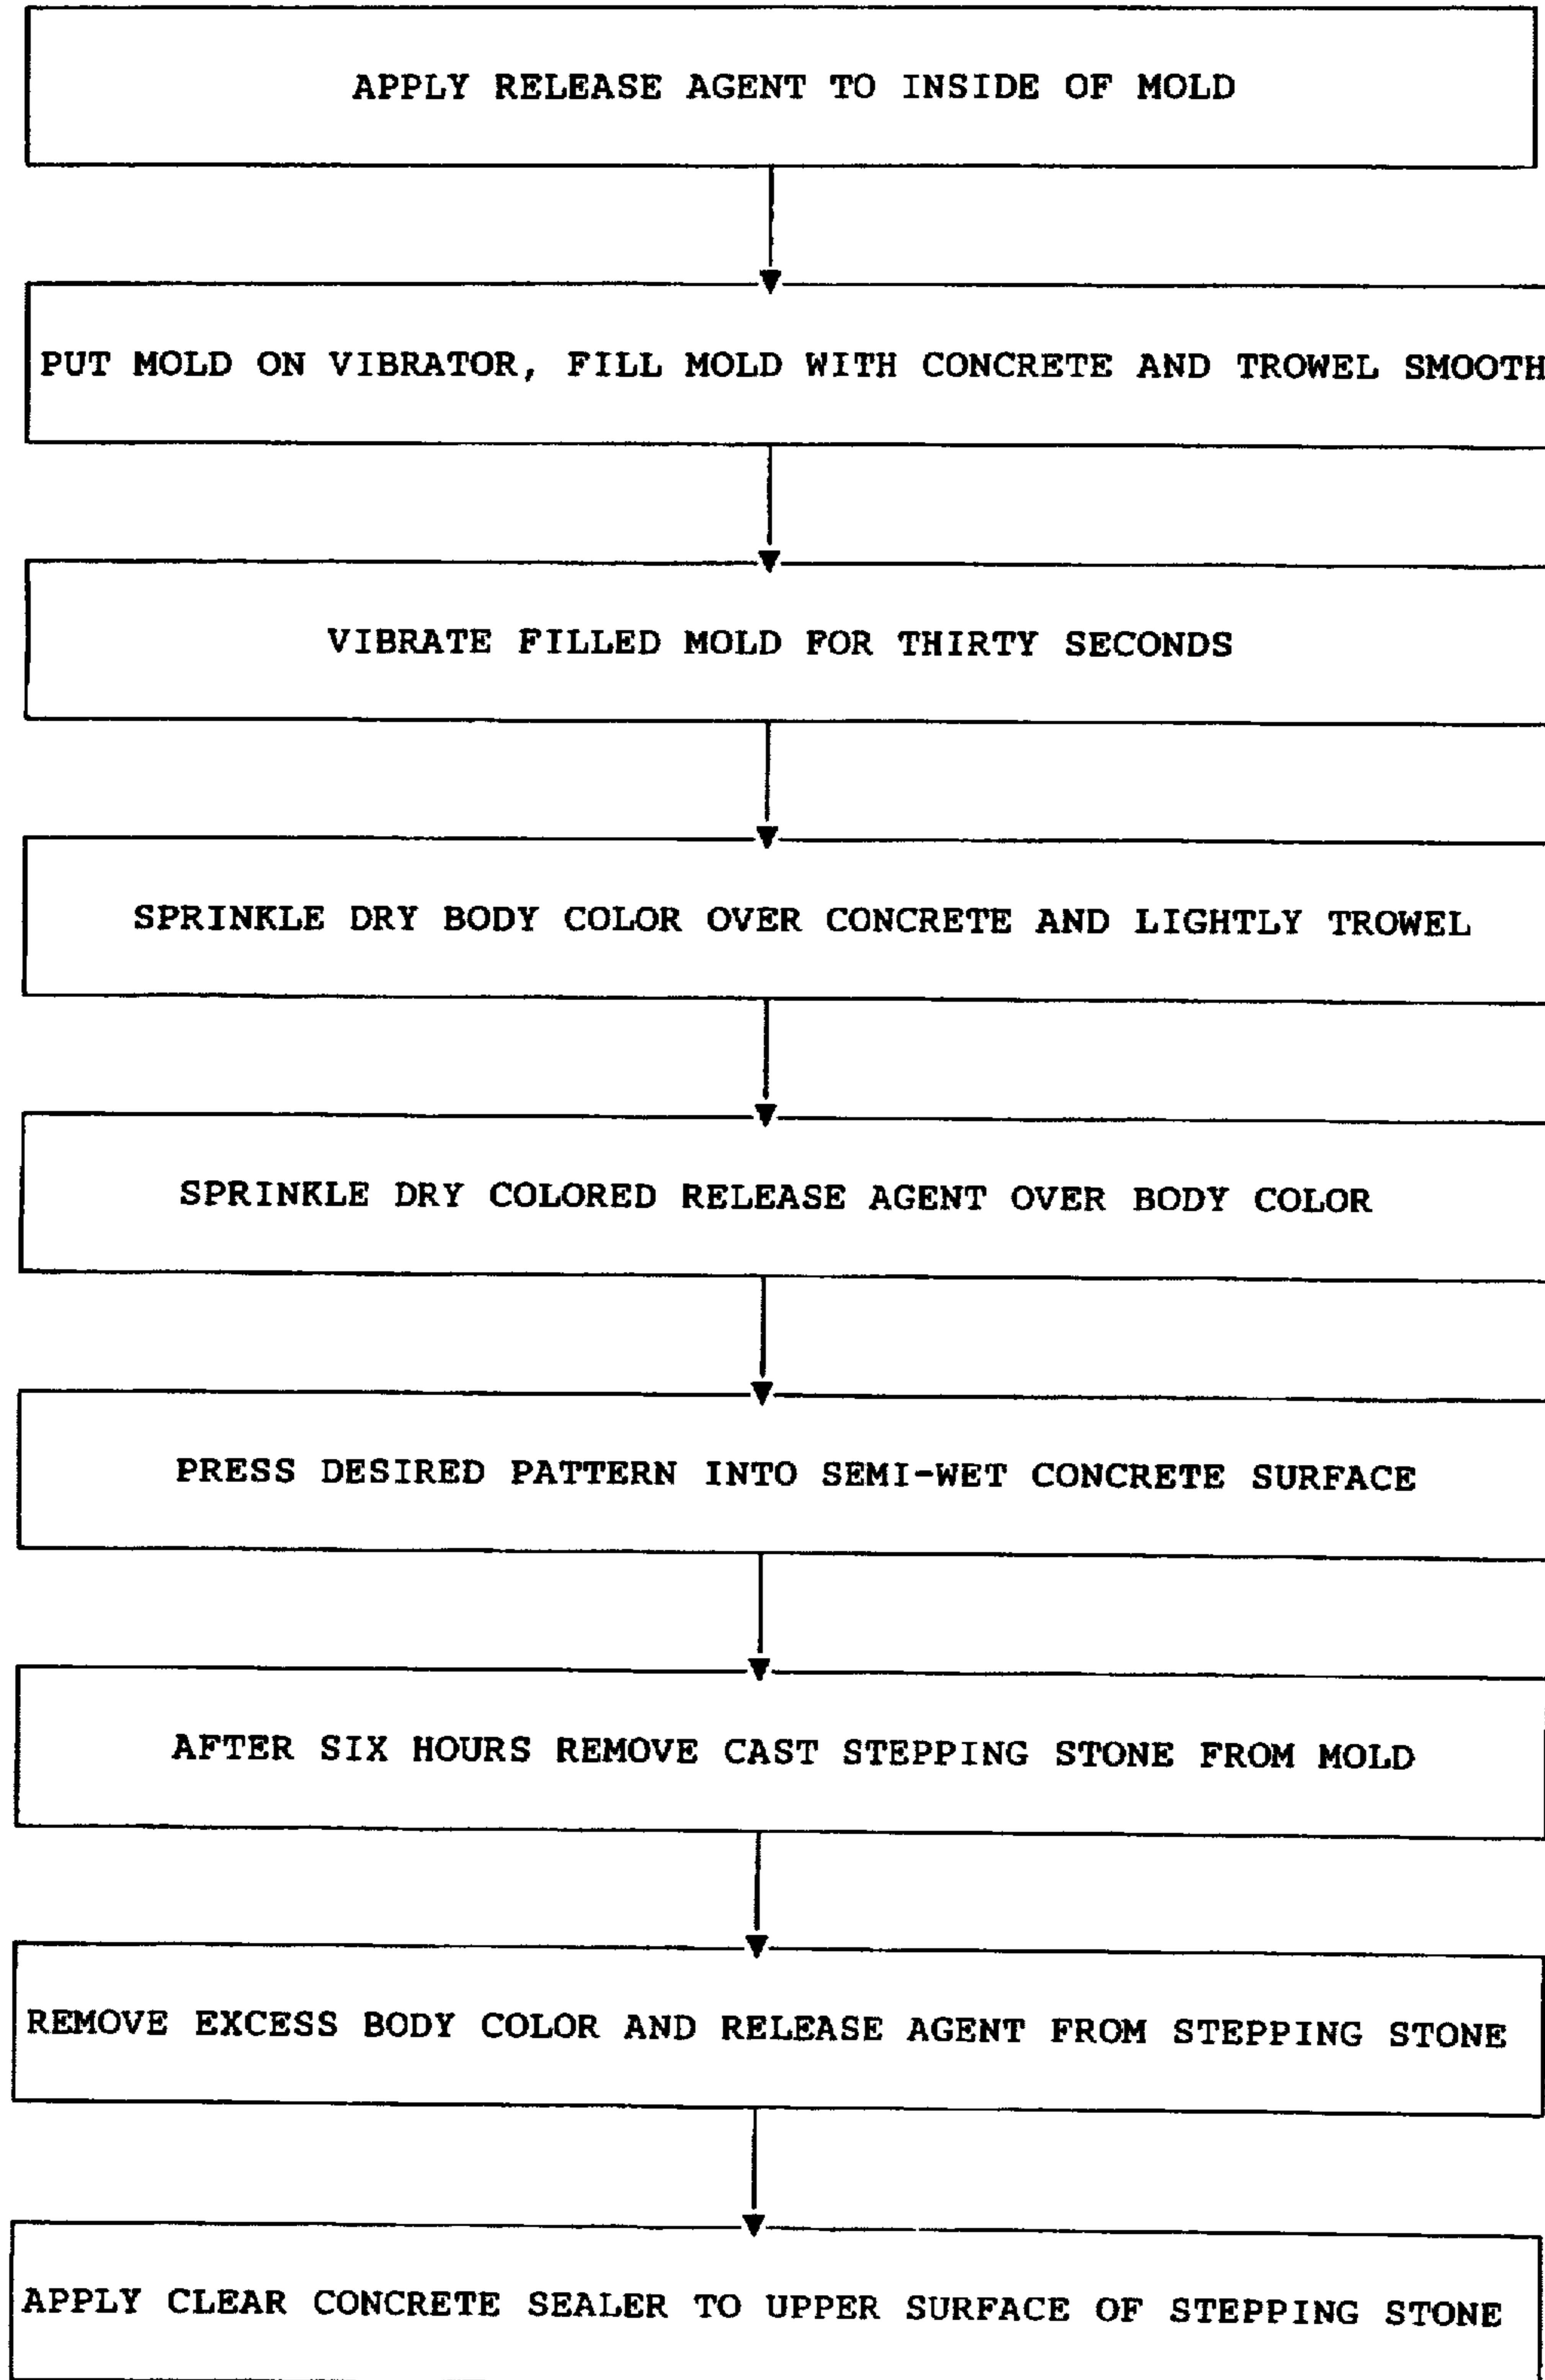 APPLY RELEASE AGENT TO INSIDE OF MOLD
PUT MOLD ON VIBRATOR, FILL MOLD WITH CONCRETE AND TROWEL SMOOTH
VIBRATE FILLED MOLD FOR THIRTY SECONDS
SPRINKLE DRY BODY COLOR OVER CONCRETE AND LIGHTLY TROWEL
SPRINKLE DRY COLORED RELEASE AGENT OVER BODY COLOR
PRESS DESIRED PATTERN INTO SEMI-WET CONCRETE SURFACE
AFTER SIX HOURS REMOVE CAST STEPPING STONE FROM MOLD
REMOVE EXCESS BODY COLOR AND RELEASE AGENT FROM STEPPING STONE
APPLY CLEAR CONCRETE SEALER TO UPPER SURFACE OF STEPPING STONE